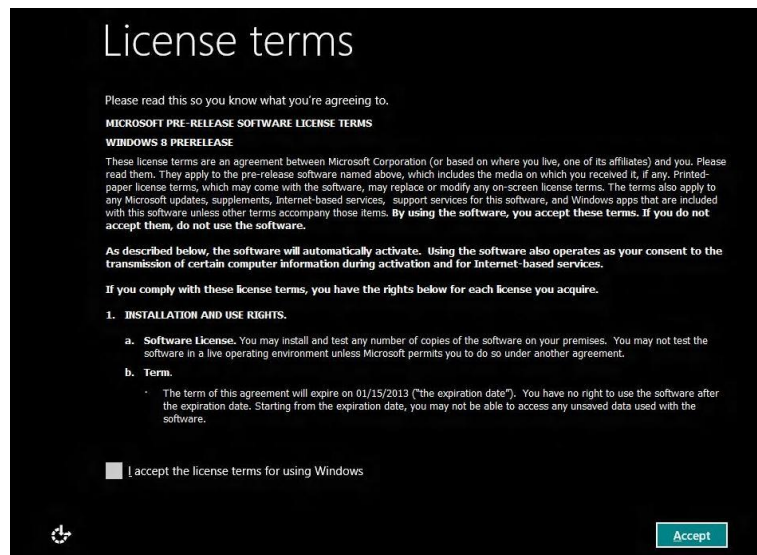 License terms
Please read this so you know what you're agreeing to.
MICROSOFT PRE-RELEASE SOFTWARE LICENSE TERMS
WINDOWS 8 PRERELEASE
These license terms are an agreement between Microsoft Corporation (or based on where you live, one of its affiliates) and you. Please
read them. They apply to the pre-release software named above, which includes the media on which you received it, if any. Printed-
paper license terms, which may come with the software, may replace or modify any on-screen license terms. The terms also apply to
any Microsoft updates, supplements, Internet-based services, support services for this software, and Windows apps that are included
with this software unless other terms accompany those items. By using the software, you accept these terms. If you do not
accept them, do not use the software.
As described below, the software will automatically activate. Using the software also operates as your consent to the
transmission of certain computer information during activation and for Internet-based services.
If you comply with these license terms, you have the rights below for each license you acquire.
1. INSTALLATION AND USE RIGHTS.
a. Software License. You may install and test any number of copies of the software on your premises. You may not test the
software in a live operating environment unless Microsoft permits you to do so under another agreement.
b. Term.
· The term of this agreement will expire on 01/15/2013 ("the expiration date"). You have no right to use the software after
the expiration date. Starting from the expiration date, you may not be able to access any unsaved data used with the
software.
I accept the license terms for using Windows
Accept